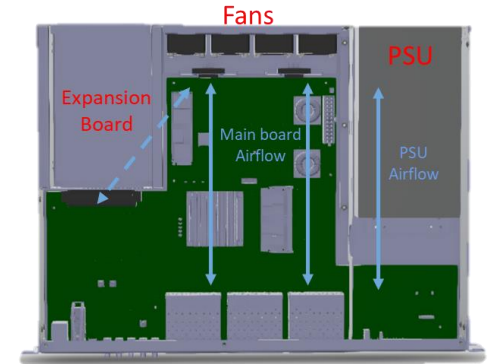 Fans
PSU
Expansion
Board
Main board
Airflow
PSU
Airflow